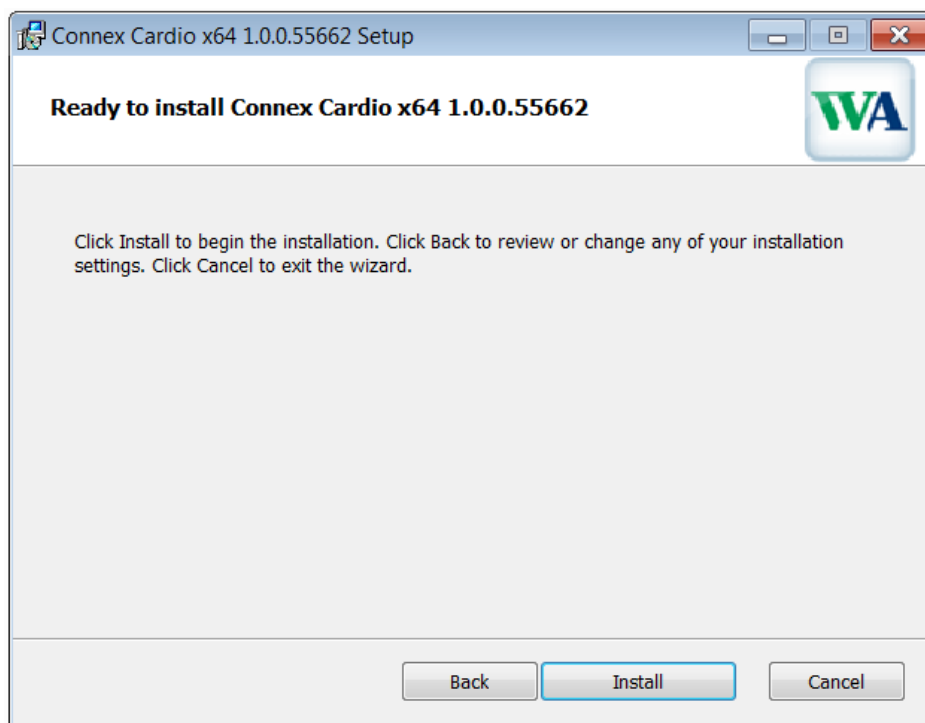 Connex Cardio x64 1.0.0.55662 Setup
Ready to install Connex Cardio x64 1.0.0.55662
WA
Click Install to begin the installation. Click Back to review or change any of your installation
settings. Click Cancel to exit the wizard.
Back Install Cancel